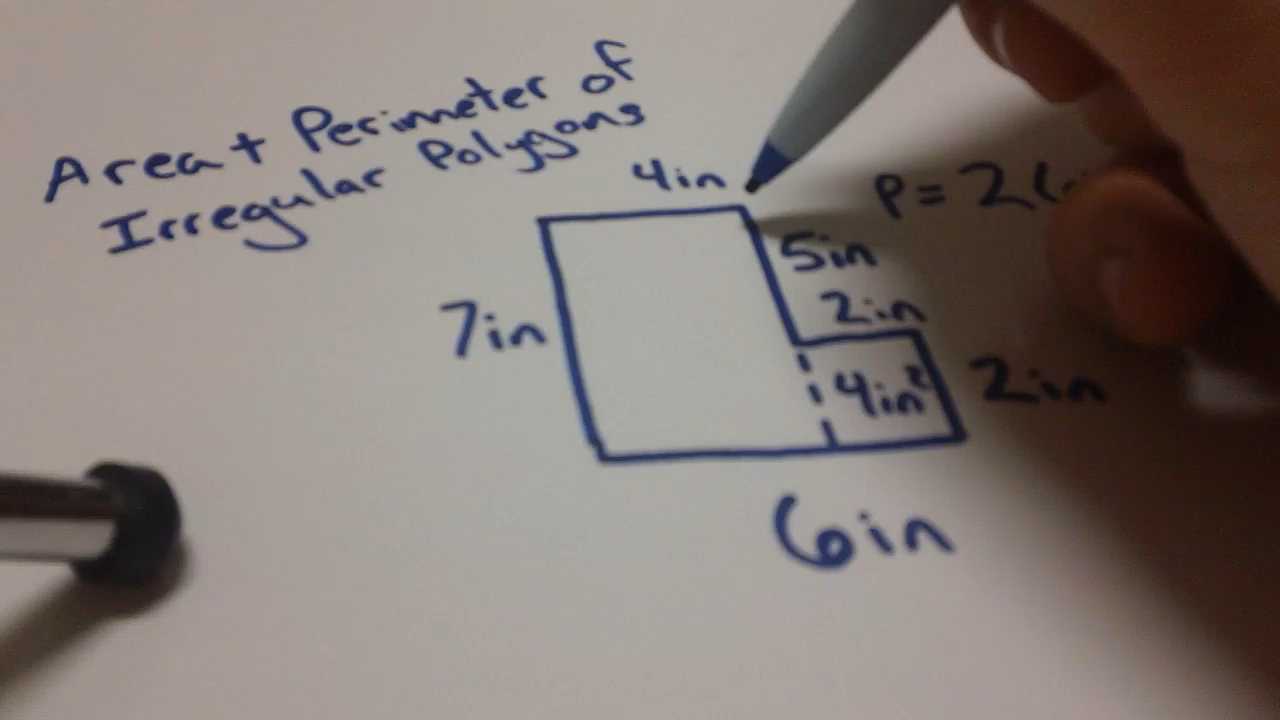 Area + Perimeter of
Irregular Polygons
4in
P = 2(
5in
2in
7in
4in²
2in
6in